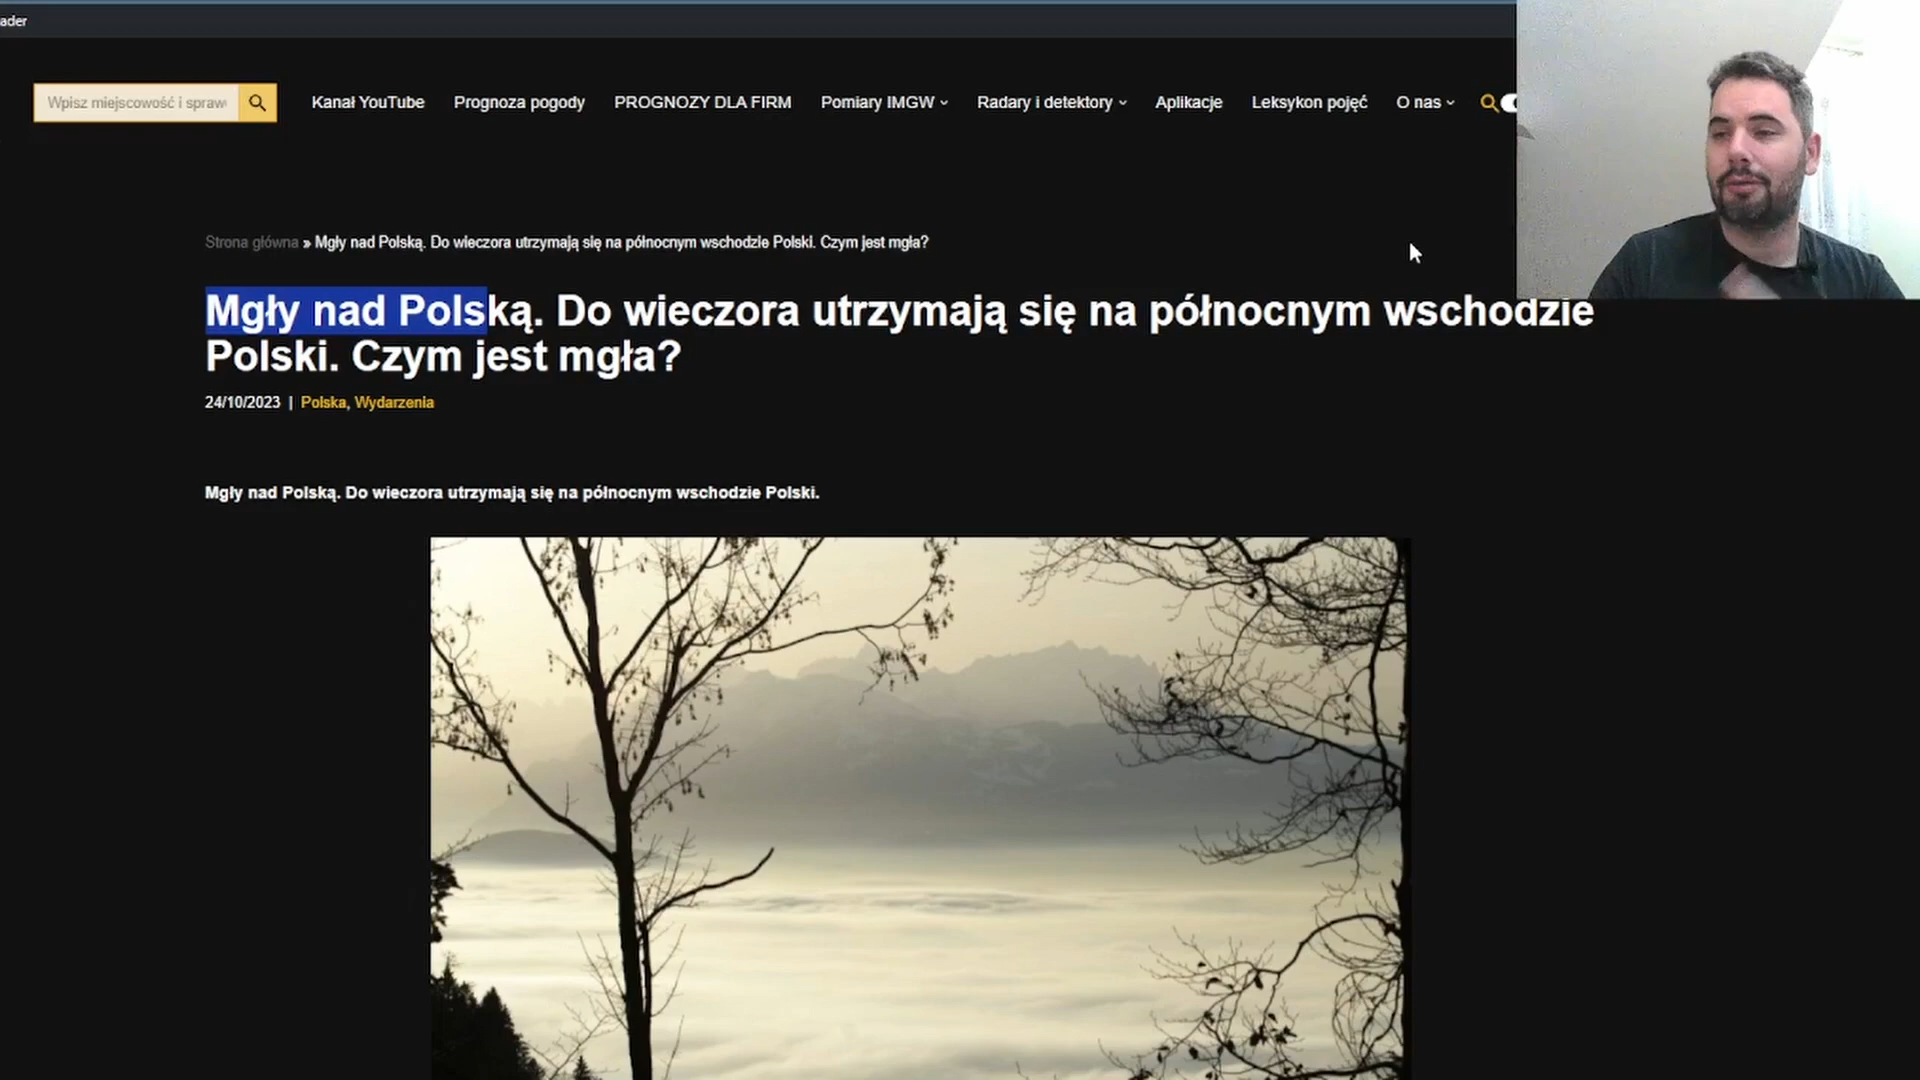 ader
Wpisz miejscowość i spraw
Kanał YouTube
Prognoza pogody
PROGNOZY DLA FIRM
Pomiary IMGW
Radary i detektory
Aplikacje
Leksykon pojęć
O nas
Strona główna » Mgły nad Polską. Do wieczora utrzymają się na północnym wschodzie Polski. Czym jest mgła?
Mgły nad Polską. Do wieczora utrzymają się na północnym wschodzie
Polski. Czym jest mgła?
24/10/2023 | Polska, Wydarzenia
Mgły nad Polską. Do wieczora utrzymają się na północnym wschodzie Polski.